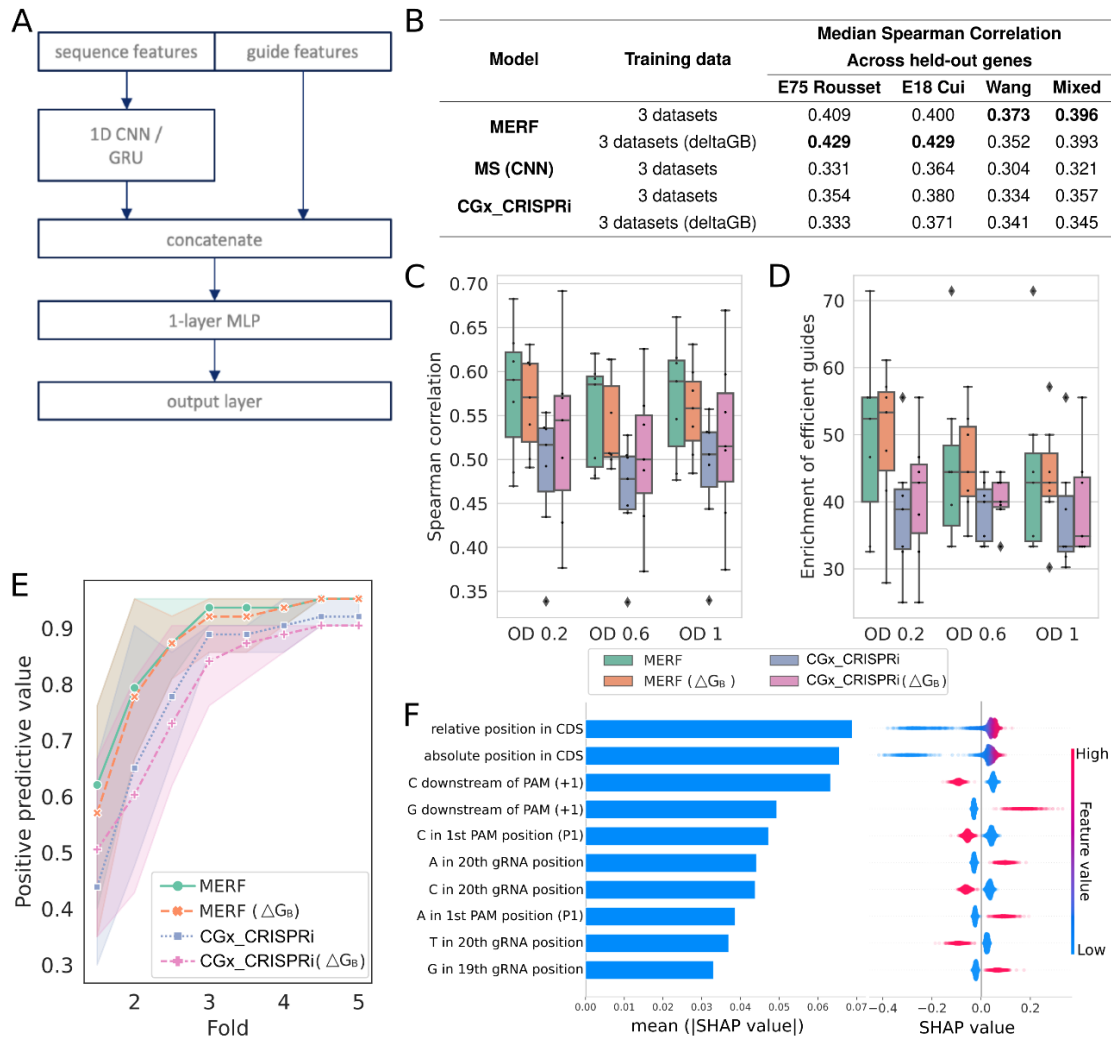 A
sequence features
guide features
1D CNN /
GRU
concatenate
1-layer MLP
output layer
B
Model
Training data
Median Spearman Correlation
Across held-out genes
E75 Rousset
E18 Cui
Wang
Mixed
MERF
3 datasets
0.409
0.400
0.373
0.396
3 datasets (deltaGB)
0.429
0.429
0.352
0.393
MS (CNN)
3 datasets
0.331
0.364
0.304
0.321
CGx_CRISPRi
3 datasets
0.354
0.380
0.334
0.357
3 datasets (deltaGB)
0.333
0.371
0.341
0.345
C
Spearman correlation
0.70
0.65
0.60
0.55
0.50
0.45
0.40
0.35
OD 0.2
OD 0.6
OD 1
D
Enrichment of efficient guides
70
60
50
40
30
OD 0.2
OD 0.6
OD 1
MERF
MERF (△GB)
CGx_CRISPRi
CGx_CRISPRi(△GB)
E
Positive predictive value
0.9
0.8
0.7
0.6
0.5
0.4
0.3
2
3
4
5
Fold
MERF
MERF (△GB)
CGx_CRISPRi
CGx_CRISPRi(△GB)
F
relative position in CDS
absolute position in CDS
C downstream of PAM (+1)
G downstream of PAM (+1)
C in 1st PAM position (P1)
A in 20th gRNA position
C in 20th gRNA position
A in 1st PAM position (P1)
T in 20th gRNA position
G in 19th gRNA position
0.00
0.01
0.02
0.03
0.04
0.05
0.06
0.07
mean (|SHAP value|)
−0.4
−0.2
0.0
0.2
SHAP value
High
Feature value
Low